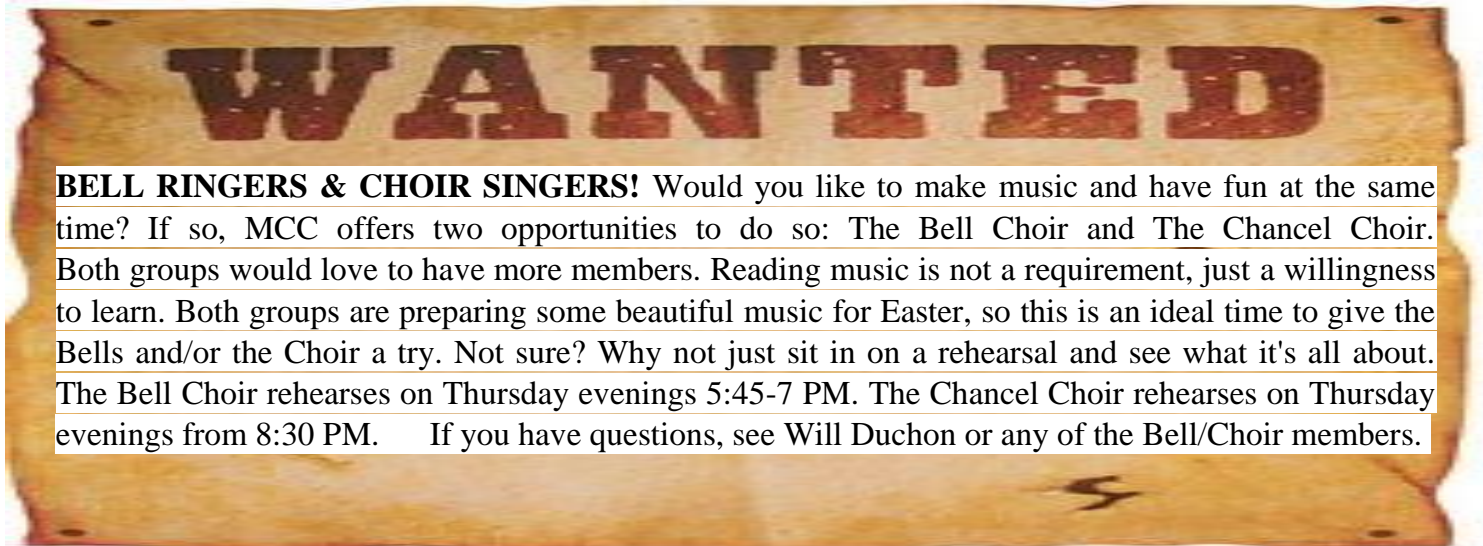 WANTED
BELL RINGERS & CHOIR SINGERS! Would you like to make music and have fun at the same
time? If so, MCC offers two opportunities to do so: The Bell Choir and The Chancel Choir.
Both groups would love to have more members. Reading music is not a requirement, just a willingness
to learn. Both groups are preparing some beautiful music for Easter, so this is an ideal time to give the
Bells and/or the Choir a try. Not sure? Why not just sit in on a rehearsal and see what it's all about.
The Bell Choir rehearses on Thursday evenings 5:45-7 PM. The Chancel Choir rehearses on Thursday
evenings from 8:30 PM. If you have questions, see Will Duchon or any of the Bell/Choir members.